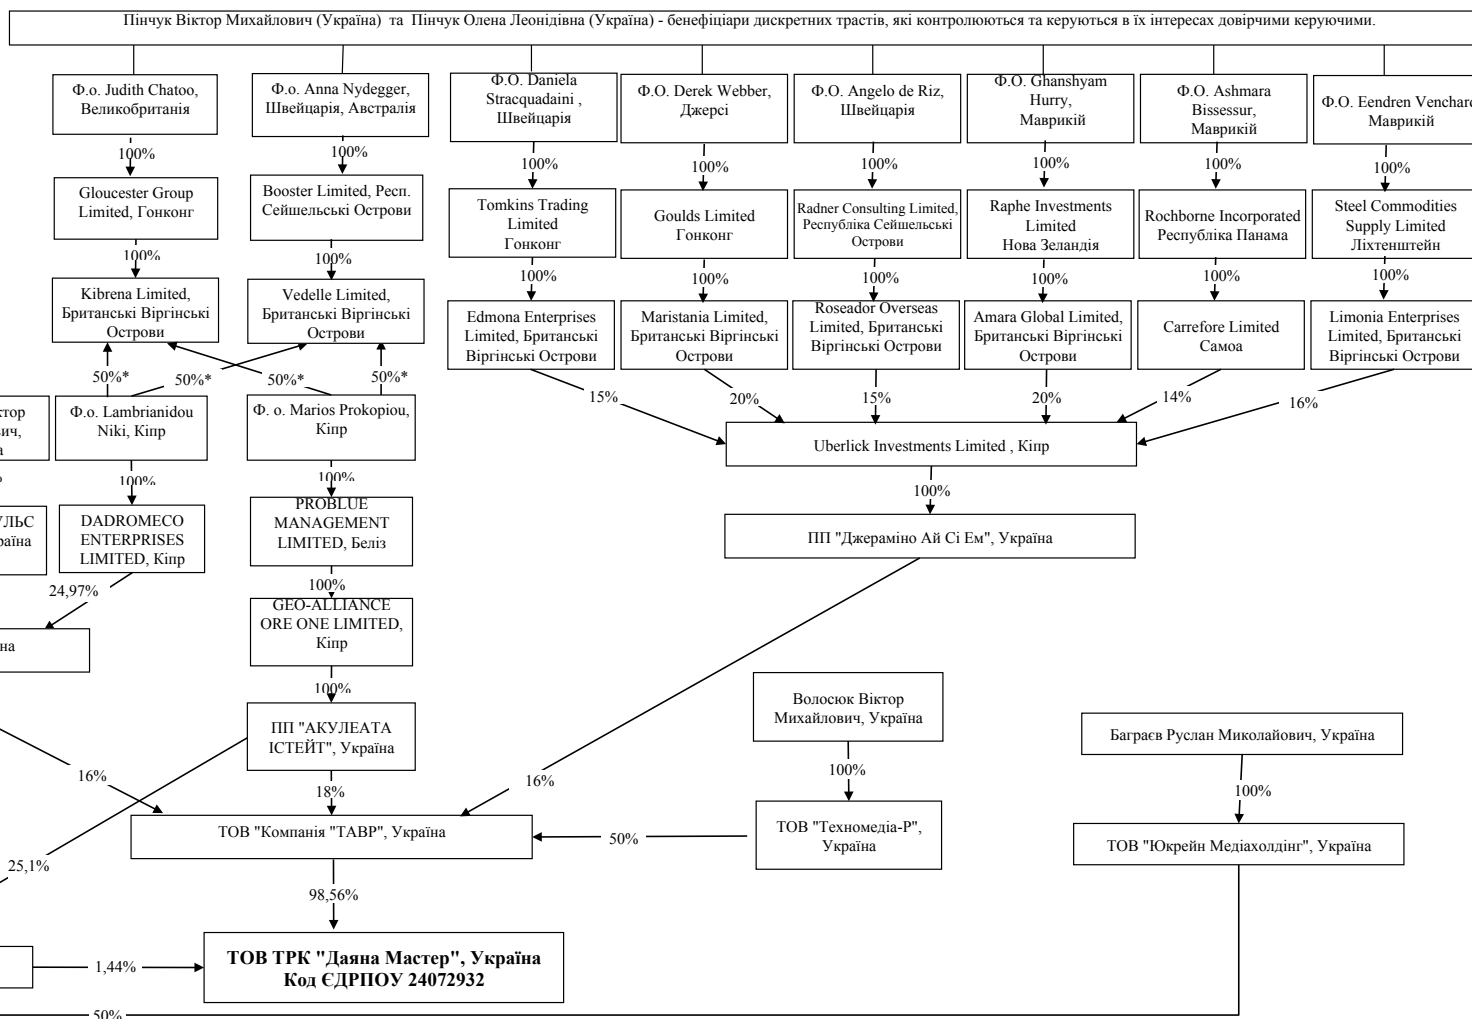 Пінчук Віктор Михайлович (Україна) та Пінчук Олена Леонідівна (Україна) - бенефіціари дискретних трастів, які контролюються та керуються в їх інтересах довірчими керуючими.
Ф.о. Judith Chatoo,
Великобританія
Ф.о. Anna Nydegger,
Швейцарія, Австралія
Ф.О. Daniela
Stracquadaini ,
Швейцарія
Ф.О. Derek Webber,
Джерсі
Ф.О. Angelo de Riz,
Швейцарія
Ф.О. Ghanshyam
Hurry,
Маврикій
Ф.О. Ashmara
Bissessur,
Маврикій
Ф.О. Eendren Venchard
Маврикій
100%
100%
100%
100%
100%
100%
100%
100%
Gloucester Group
Limited, Гонконг
Booster Limited, Респ.
Сейшельські Острови
Tomkins Trading
Limited
Гонконг
Goulds Limited
Гонконг
Radner Consulting Limited,
Республіка Сейшельські
Острови
Raphe Investments
Limited
Нова Зеландія
Rochborne Incorporated
Республіка Панама
Steel Commodities
Supply Limited
Ліхтенштейн
100%
100%
100%
100%
100%
100%
100%
100%
Kibrena Limited,
Британські Віргінські
Острови
Vedelle Limited,
Британські Віргінські
Острови
Edmona Enterprises
Limited, Британські
Віргінські Острови
Maristania Limited,
Британські Віргінські
Острови
Roseador Overseas
Limited, Британські
Віргінські Острови
Amara Global Limited,
Британські Віргінські
Острови
Carrefore Limited
Самоа
Limonia Enterprises
Limited, Британські
Віргінські Острови
50%*
50%*
50%*
50%*
15%
20%
15%
20%
14%
16%
ктор
вич,
а
Ф.о. Lambrianidou
Niki, Кіпр
Ф. о. Marios Prokopiou,
Кіпр
Uberlick Investments Limited , Кіпр
100%
100%
100%
УЛЬС
раїна
DADROMECO
ENTERPRISES
LIMITED, Кіпр
PROBLUE
MANAGEMENT
LIMITED, Беліз
ПП "Джераміно Ай Сі Ем", Україна
24,97%
100%
на
GEO-ALLIANCE
ORE ONE LIMITED,
Кіпр
100%
ПП "АКУЛЕАТА
ІСТЕЙТ", Україна
Волосюк Віктор
Михайлович, Україна
Баграєв Руслан Миколайович, Україна
16%
18%
16%
100%
100%
ТОВ "Компанія "ТАВР", Україна
50%
ТОВ "Техномедіа-Р",
Україна
ТОВ "Юкрейн Медіахолдінг", Україна
25,1%
98,56%
1,44%
ТОВ ТРК "Даяна Мастер", Україна
Код ЄДРПОУ 24072932
50%